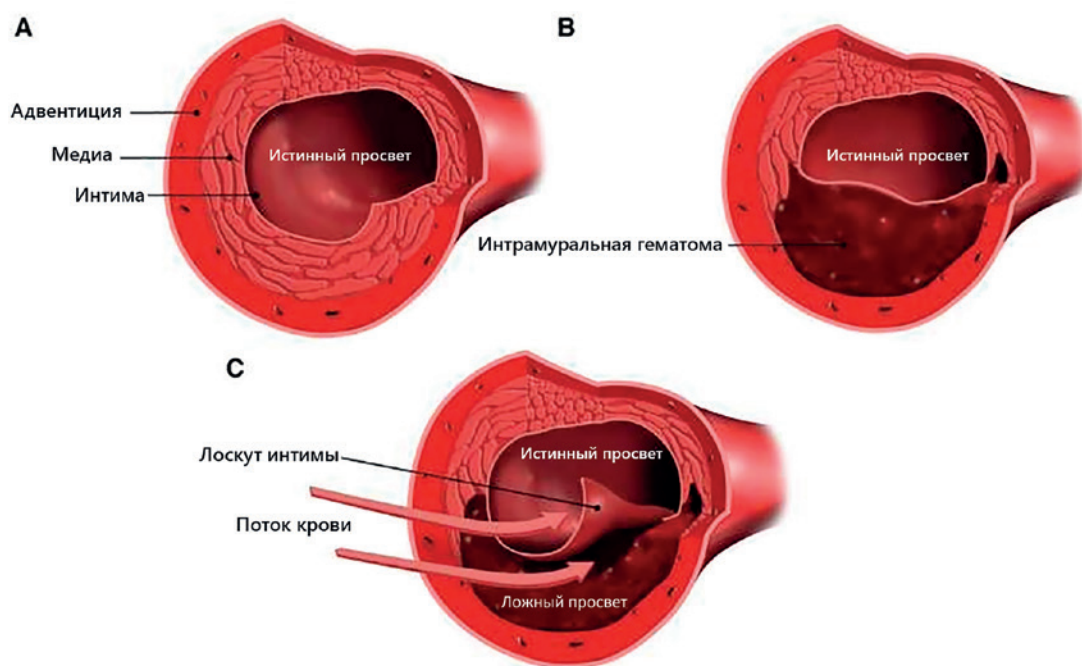 A
Адвентиция
Медиа
Интима
Истинный просвет
B
Истинный просвет
Интрамуральная гематома
C
Истинный просвет
Лоскут интимы
Поток крови
Ложный просвет